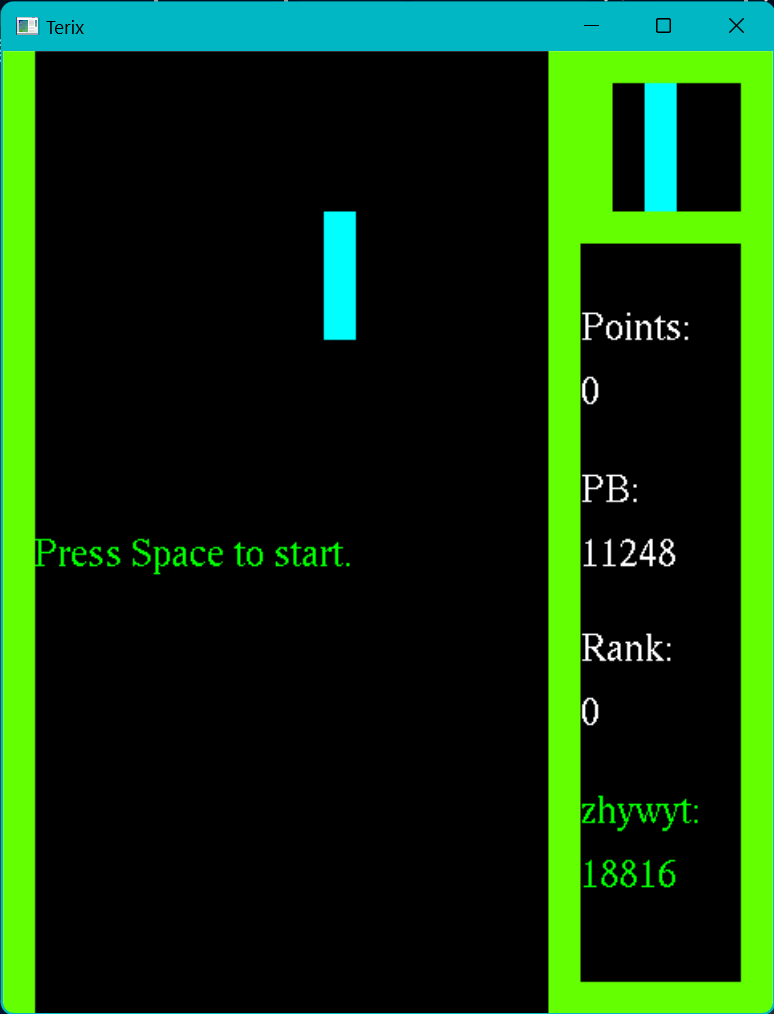 Terix
Points:
0
PB:
11248
Press Space to start.
Rank:
0
zhywyt:
18816